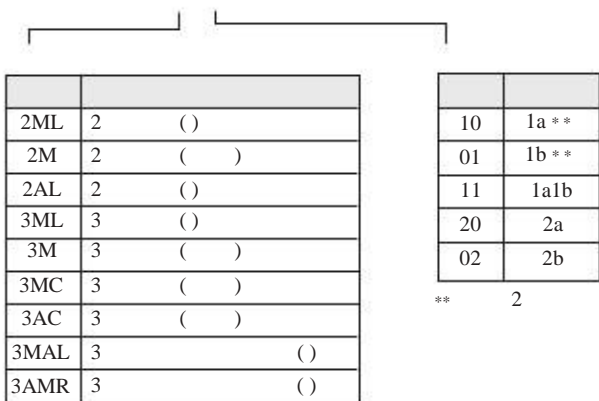 2ML 2 ( )
2M 2 ( )
2AL 2 ( )
3ML 3 ( )
3M 3 ( )
3MC 3 ( )
3AC 3 ( )
3MAL 3 ( )
3AMR 3 ( )
10 1a **
01 1b **
11 1a1b
20 2a
02 2b
** 2